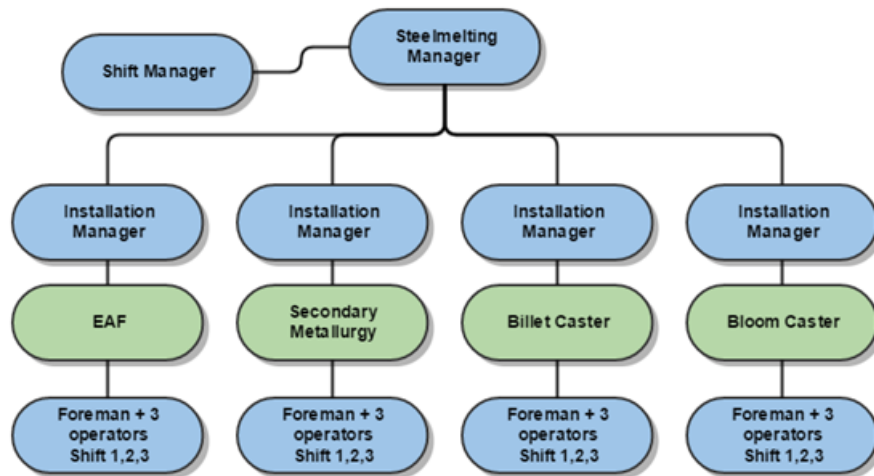 Steelmelting
Manager
Shift Manager
Installation
Manager
Installation
Manager
Installation
Manager
Installation
Manager
EAF
Secondary
Metallurgy
Billet Caster
Bloom Caster
Foreman + 3
operators
Shift 1,2,3
Foreman + 3
operators
Shift 1,2,3
Foreman + 3
operators
Shift 1,2,3
Foreman + 3
operators
Shift 1,2,3